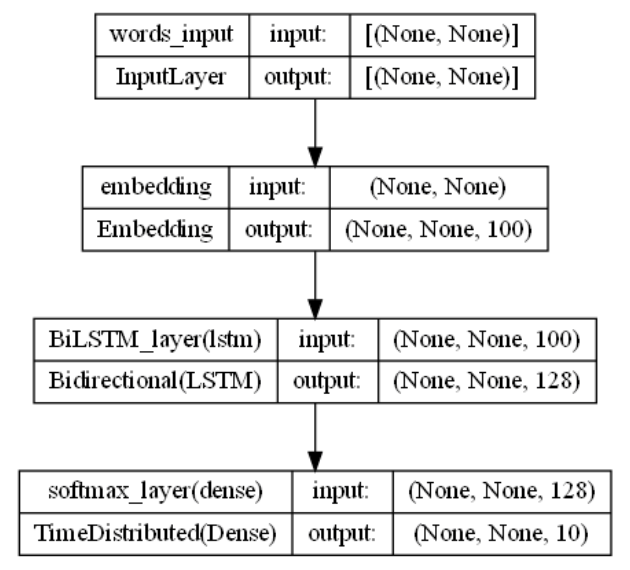 words_input input: [(None, None)]
InputLayer output: [(None, None)]
embedding input: (None, None)
Embedding output: (None, None, 100)
BiLSTM_layer(lstm) input: (None, None, 100)
Bidirectional(LSTM) output: (None, None, 128)
softmax_layer(dense) input: (None, None, 128)
TimeDistributed(Dense) output: (None, None, 10)